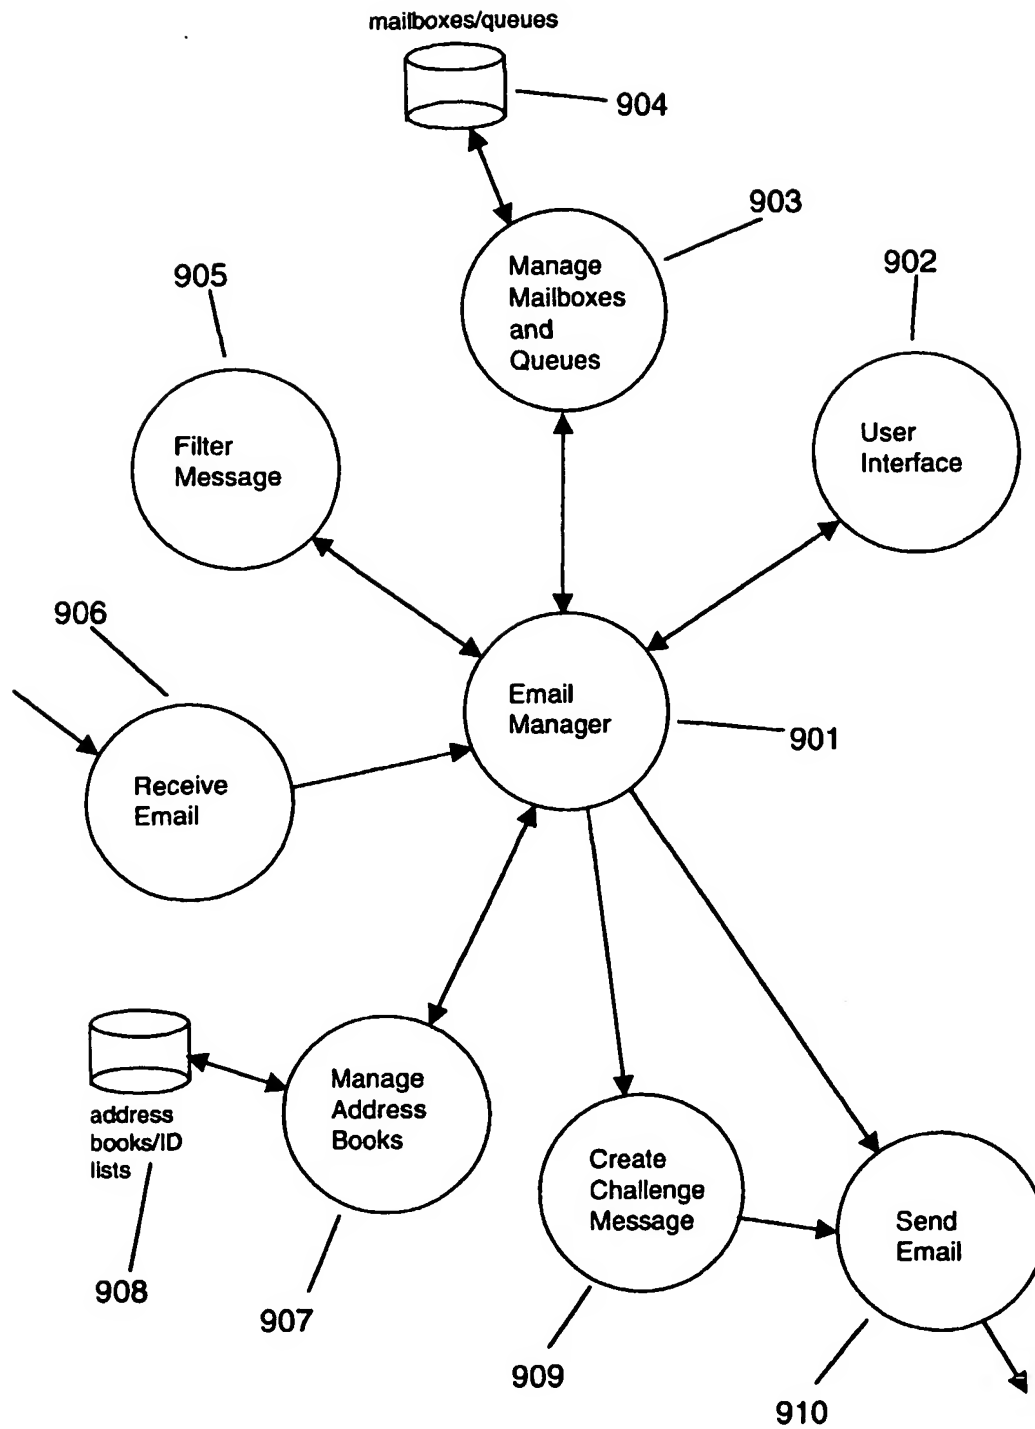 mailboxes/queues
904
903
Manage
Mailboxes
and
Queues
905
902
Filter
Message
User
Interface
906
Email
Manager
901
Receive
Email
address
books/ID
lists
Manage
Address
Books
Create
Challenge
Message
Send
Email
908
907
909
910